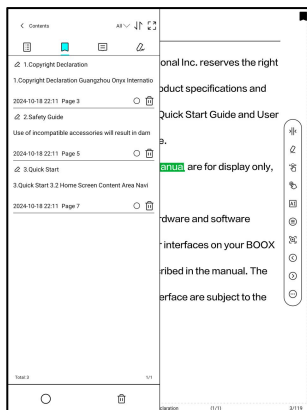 Contents
All
1.Copyright Declaration
1.Copyright Declaration Guangzhou Onyx Internatio
2024-10-18 22:11 Page 3
2.Safety Guide
Use of incompatible accessories will result in dam
2024-10-18 22:11 Page 5
3.Quick Start
3.Quick Start 3.2 Home Screen Content Area Navi
2024-10-18 22:11 Page 7
Total:3
1/1
onal Inc. reserves the right
oduct specifications and
Quick Start Guide and User
e.
anual are for display only,
rdware and software
r interfaces on your BOOX
ribed in the manual. The
erface are subject to the
A
claration
(1/1)
3/119